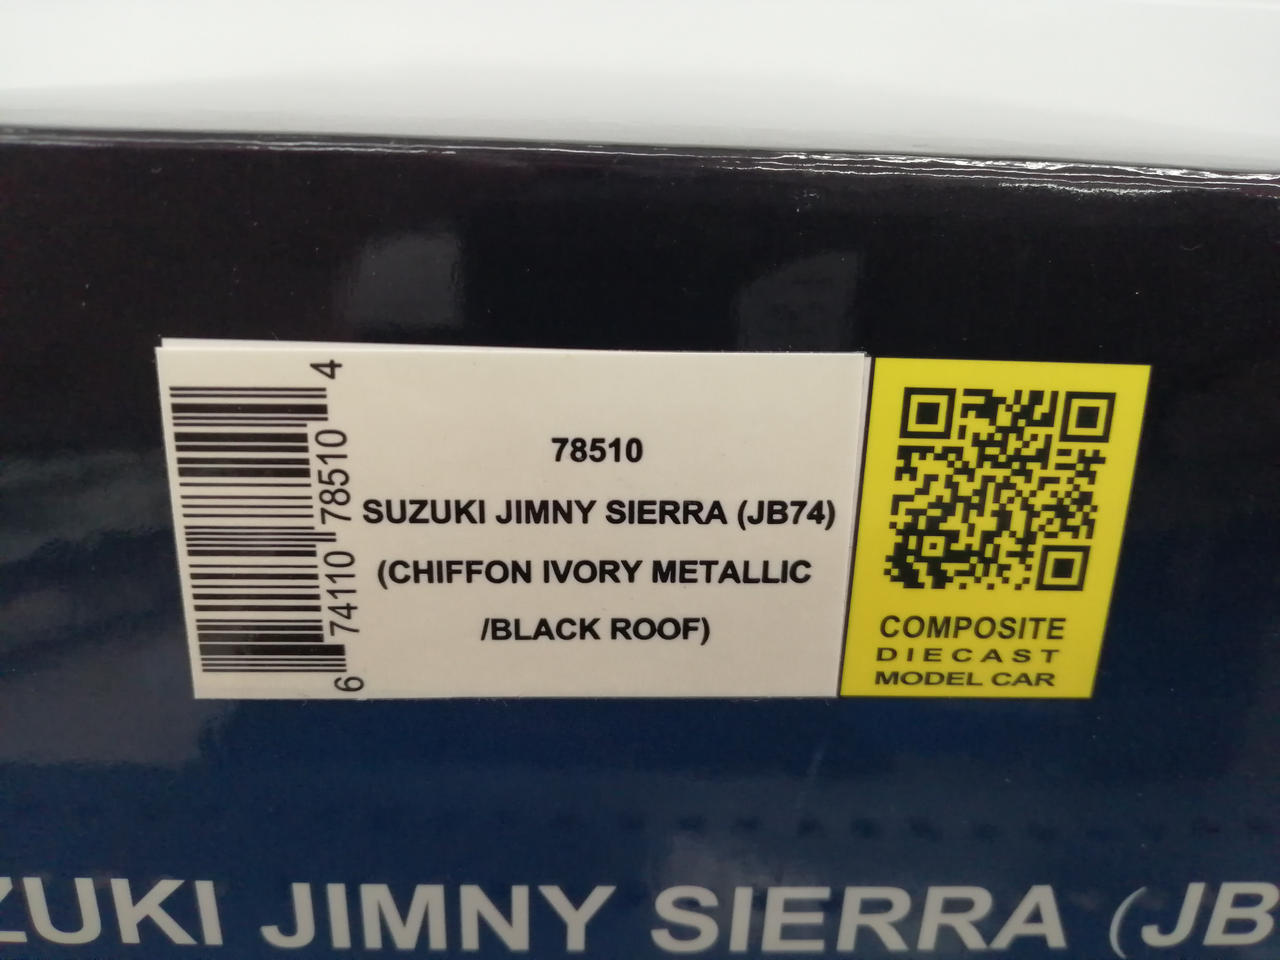 6 74110 78510 4
78510
SUZUKI JIMNY SIERRA (JB74)
(CHIFFON IVORY METALLIC
/BLACK ROOF)
COMPOSITE
DIECAST
MODEL CAR
ZUKI JIMNY SIERRA (JB